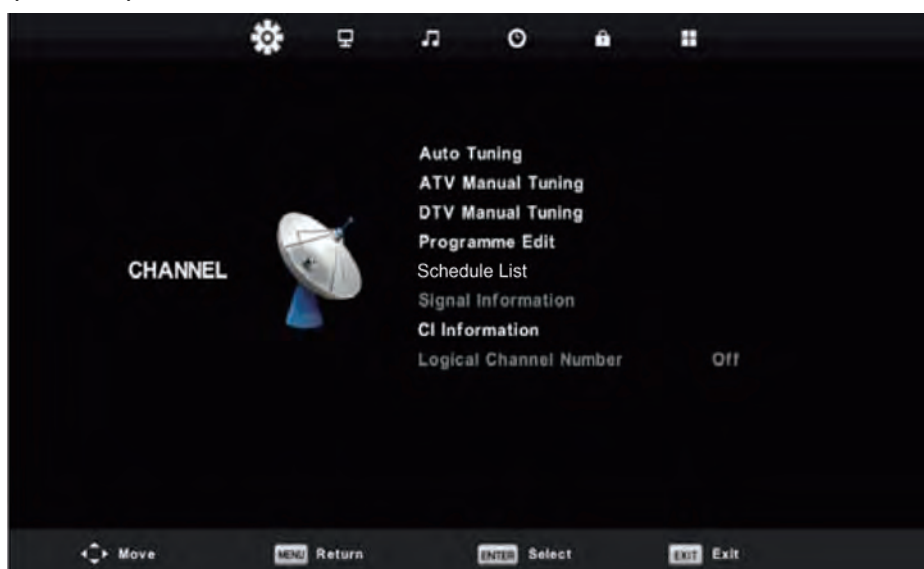 Auto Tuning
ATV Manual Tuning
DTV Manual Tuning
Programme Edit
CHANNEL
Schedule List
Signal Information
CI Information
Logical Channel Number Off
Move MENU Return ENTER Select EXIT Exit